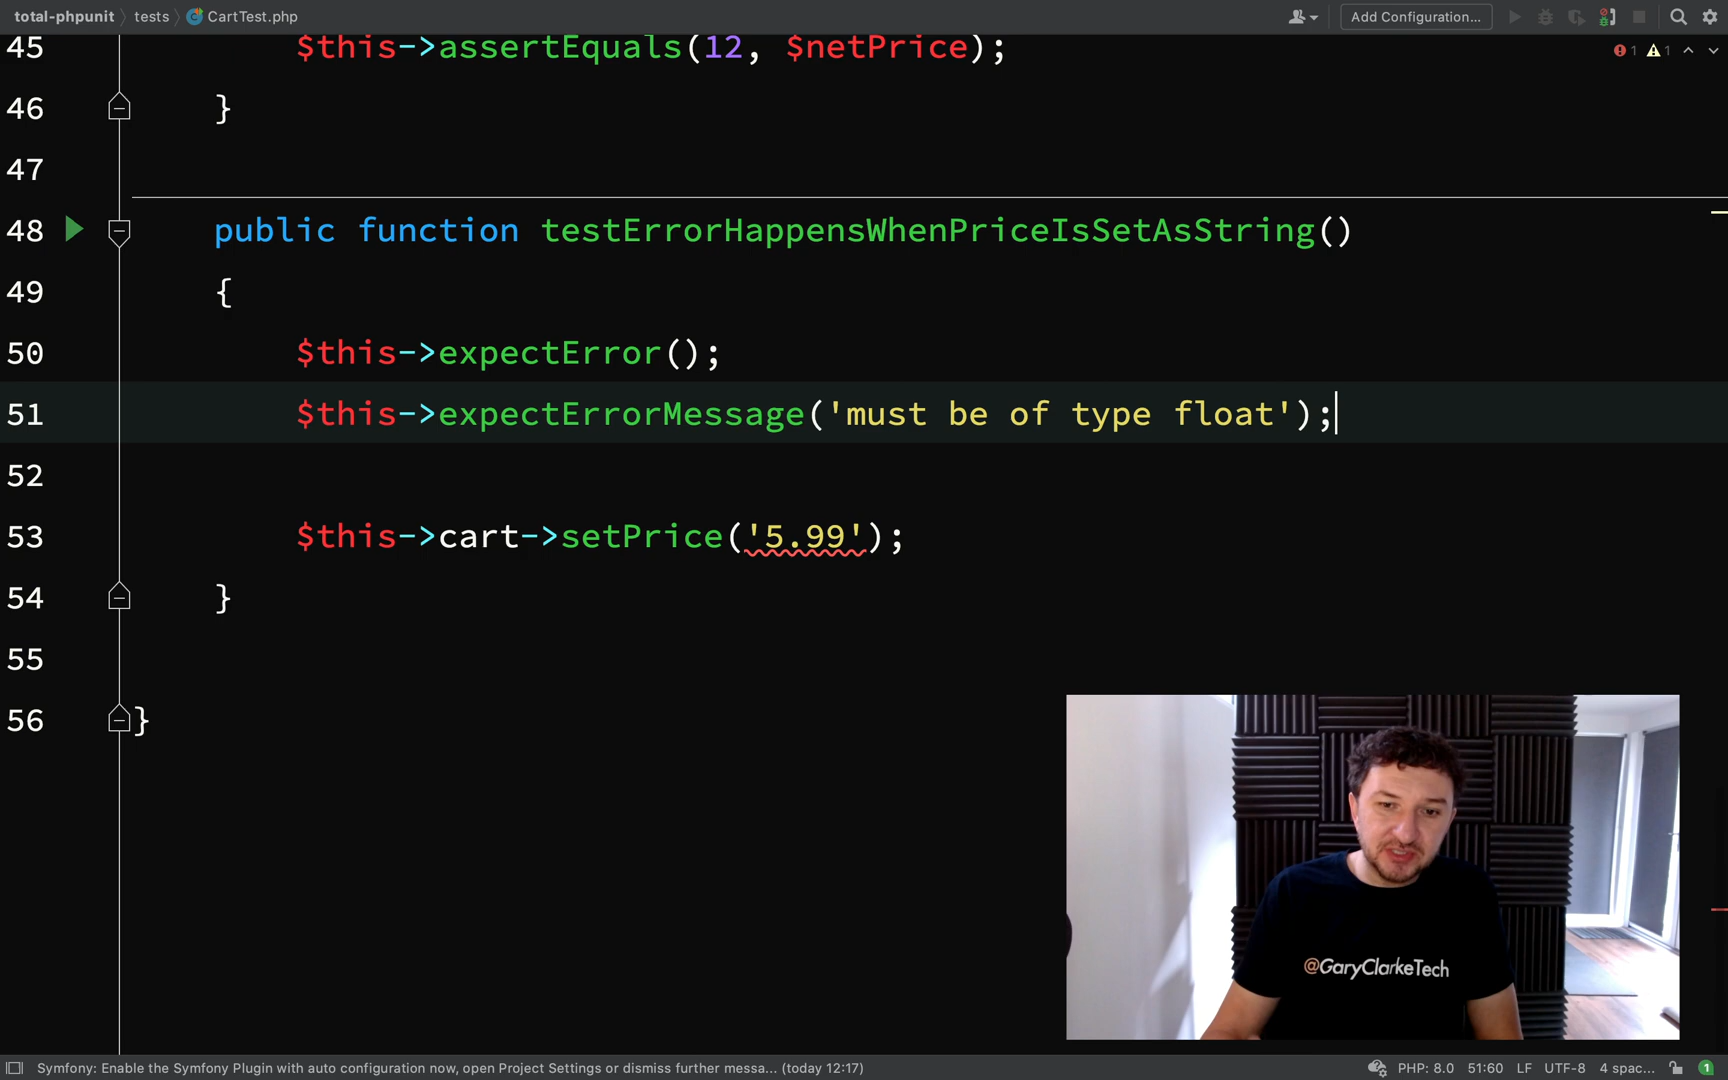 total-phpunit tests CartTest.php Add Configuration...
45 $this->assertEquals(12, $netPrice); 1 1
46 }
47
48 public function testErrorHappensWhenPriceIsSetAsString()
49 {
50 $this->expectError();
51 $this->expectErrorMessage('must be of type float');
52
53 $this->cart->setPrice('5.99');
54 }
55
56 }
@GaryClarkeTech
Symfony: Enable the Symfony Plugin with auto configuration now, open Project Settings or dismiss further messa... (today 12:17) PHP: 8.0 51:60 LF UTF-8 4 spac... 1